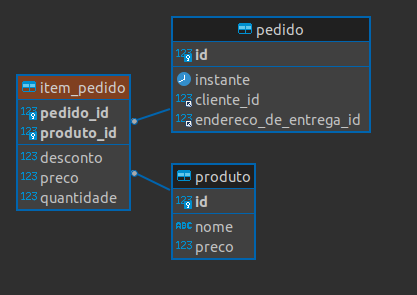 pedido
123 id
instante
123 cliente_id
123 endereco_de_entrega_id
item_pedido
123 pedido_id
123 produto_id
123 desconto
123 preco
123 quantidade
produto
123 id
ABC nome
123 preco